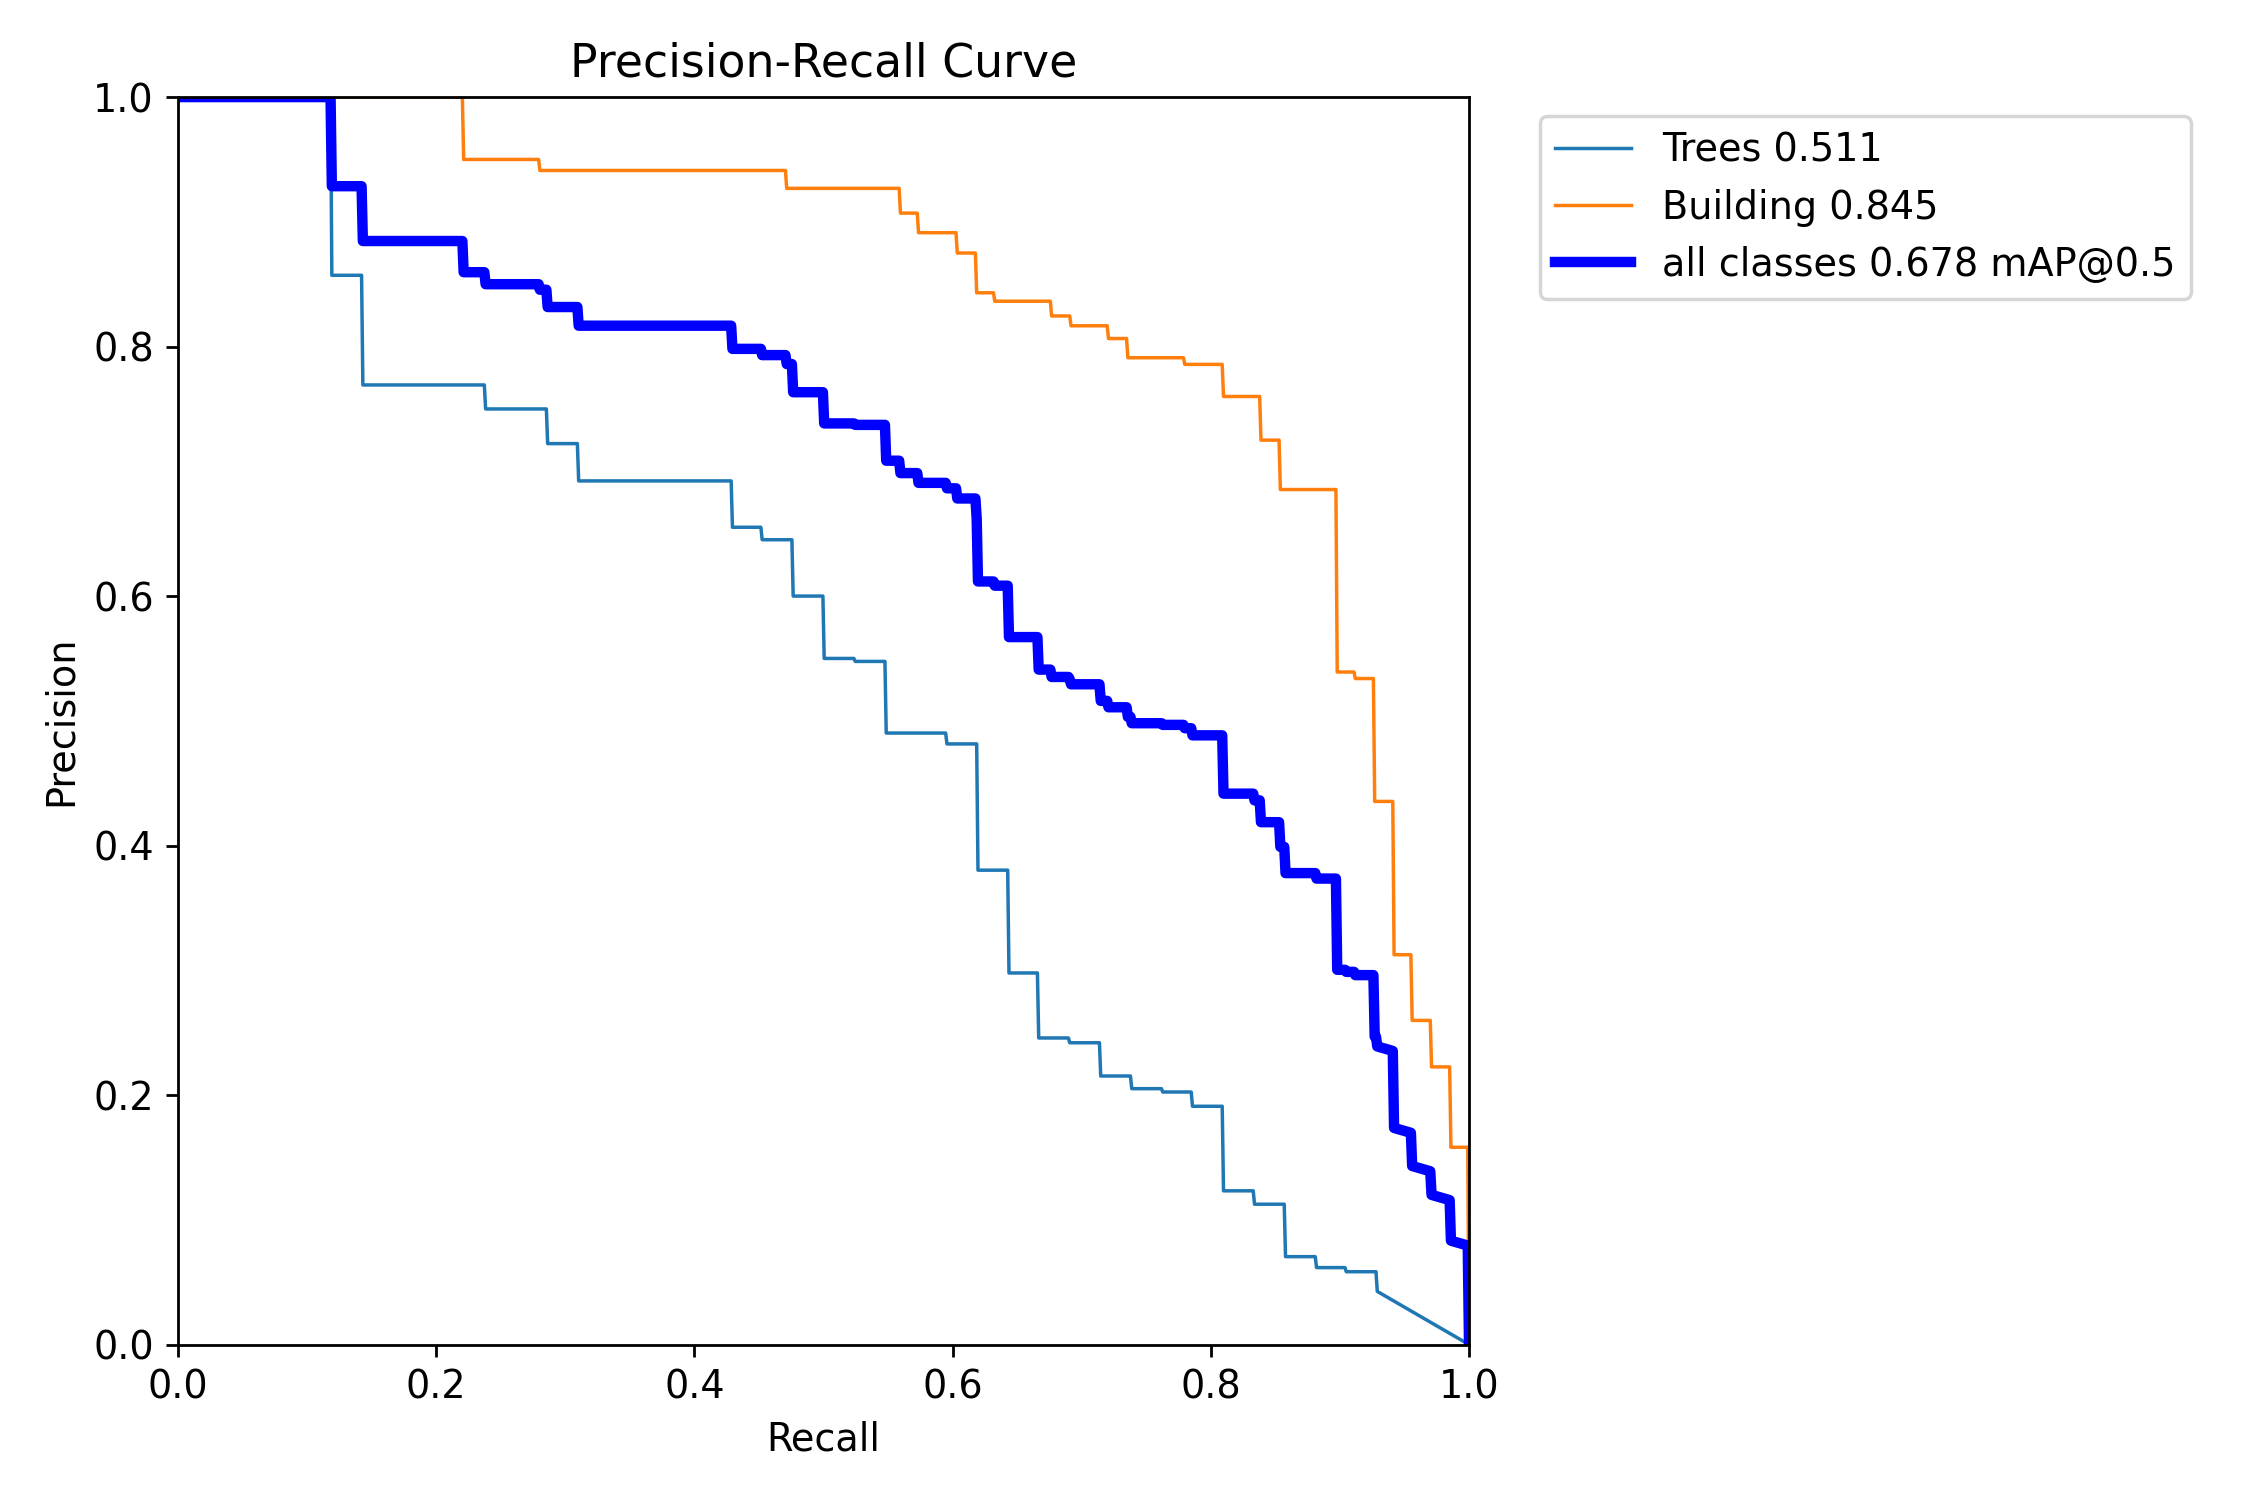 Precision-Recall Curve
1.0
0.8
0.6
0.4
0.2
0.0
Precision
0.0 0.2 0.4 0.6 0.8 1.0
Recall
Trees 0.511
Building 0.845
all classes 0.678 mAP@0.5